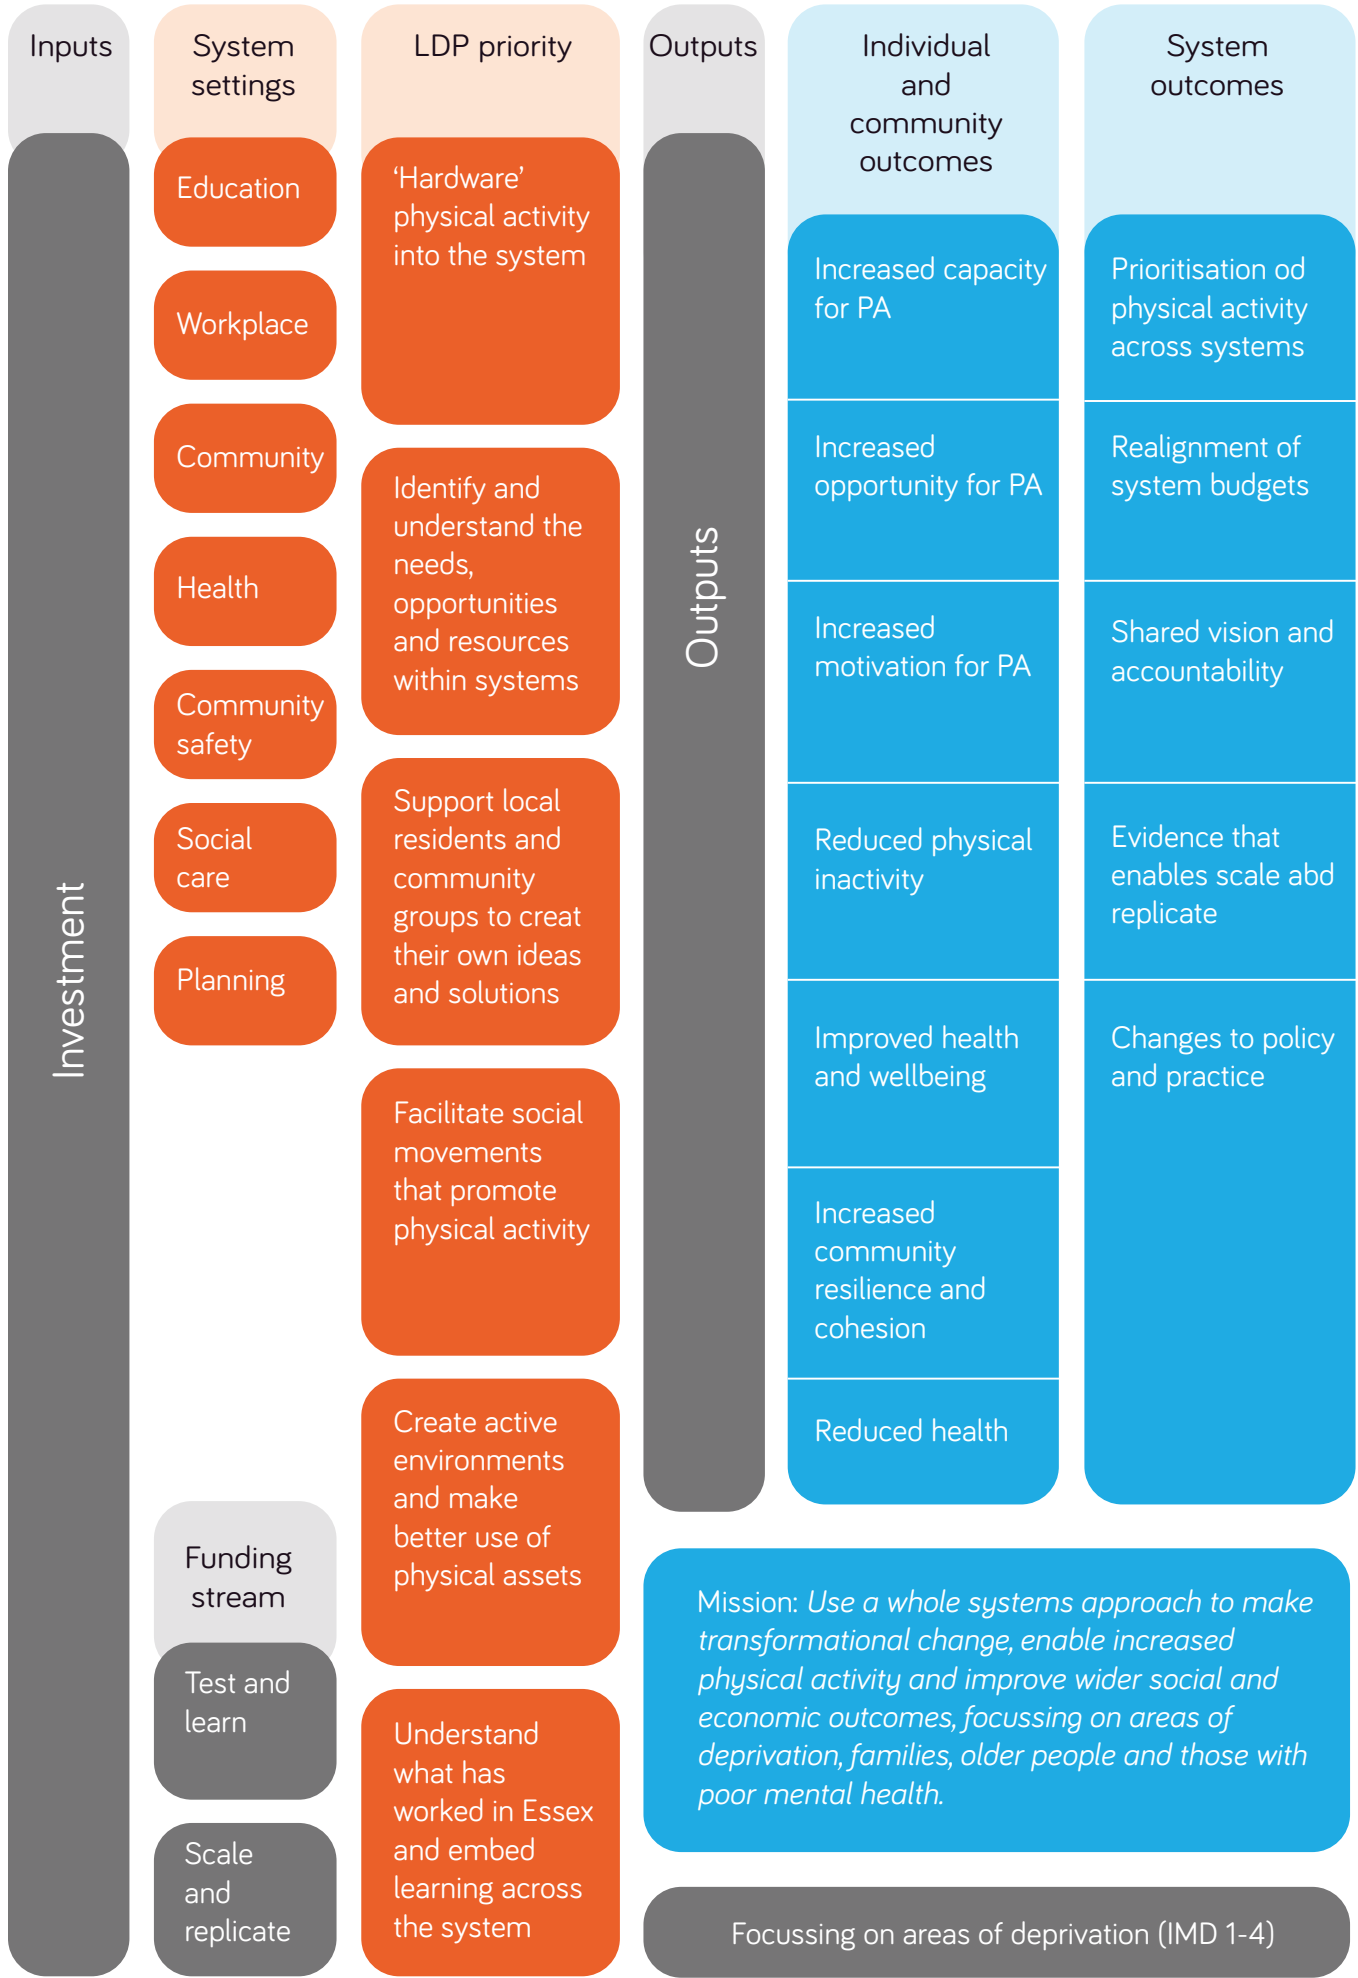 Inputs
Investment
System
settings
Education
Workplace
Community
Health
Community
safety
Social
care
Planning
Funding
stream
Test and
learn
Scale
and
replicate
LDP priority
‘Hardware’
physical activity
into the system
Identify and
understand the
needs,
opportunities
and resources
within systems
Support local
residents and
community
groups to creat
their own ideas
and solutions
Facilitate social
movements
that promote
physical activity
Create active
environments
and make
better use of
physical assets
Understand
what has
worked in Essex
and embed
learning across
the system
Outputs
Outputs
Individual
and
community
outcomes
Increased capacity
for PA
Increased
opportunity for PA
Increased
motivation for PA
Reduced physical
inactivity
Improved health
and wellbeing
Increased
community
resilience and
cohesion
Reduced health
System
outcomes
Prioritisation od
physical activity
across systems
Realignment of
system budgets
Shared vision and
accountability
Evidence that
enables scale abd
replicate
Changes to policy
and practice
Mission: Use a whole systems approach to make
transformational change, enable increased
physical activity and improve wider social and
economic outcomes, focussing on areas of
deprivation, families, older people and those with
poor mental health.
Focussing on areas of deprivation (IMD 1-4)